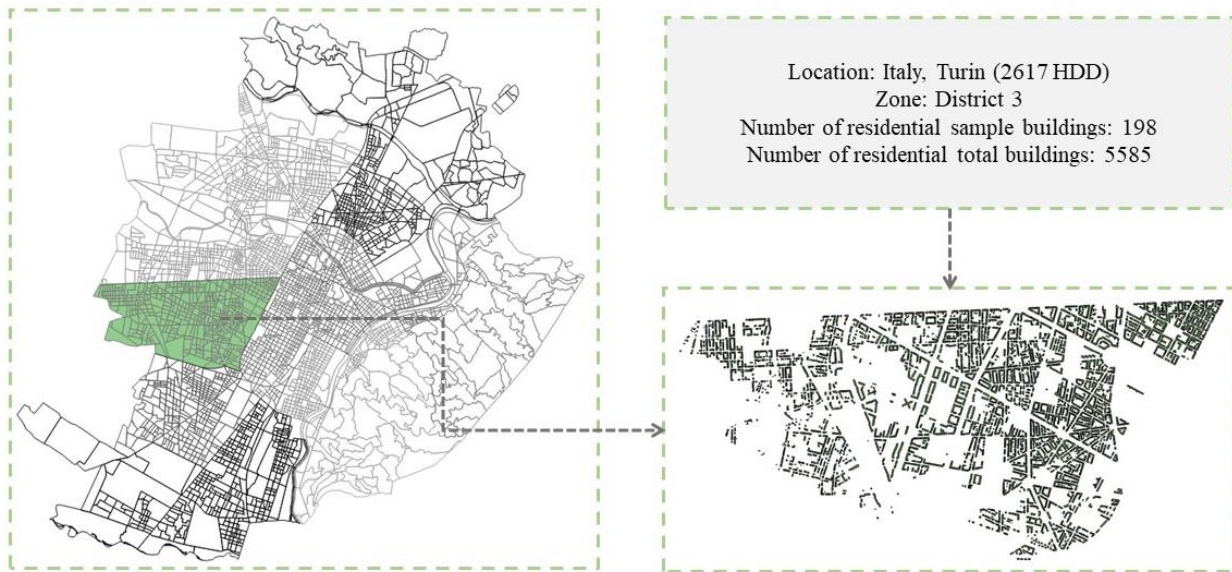 Location: Italy, Turin (2617 HDD)
Zone: District 3
Number of residential sample buildings: 198
Number of residential total buildings: 5585